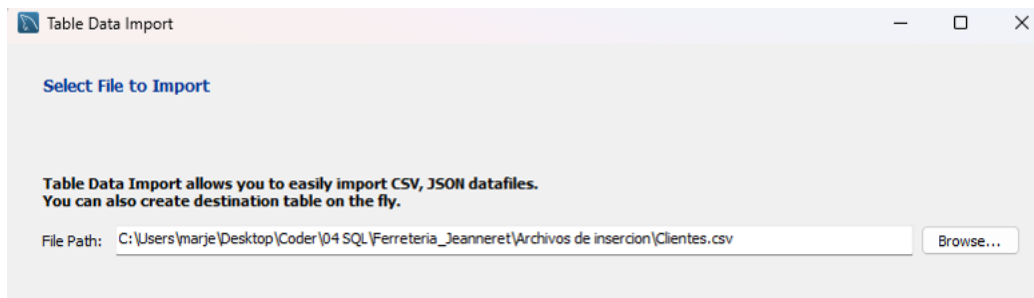 Table Data Import
Select File to Import
Table Data Import allows you to easily import CSV, JSON datafiles.
You can also create destination table on the fly.
File Path: C:\Users\marje\Desktop\Coder\04 SQL\Ferreteria_Jeanneret\Archivos de insercion\Clientes.csv Browse...